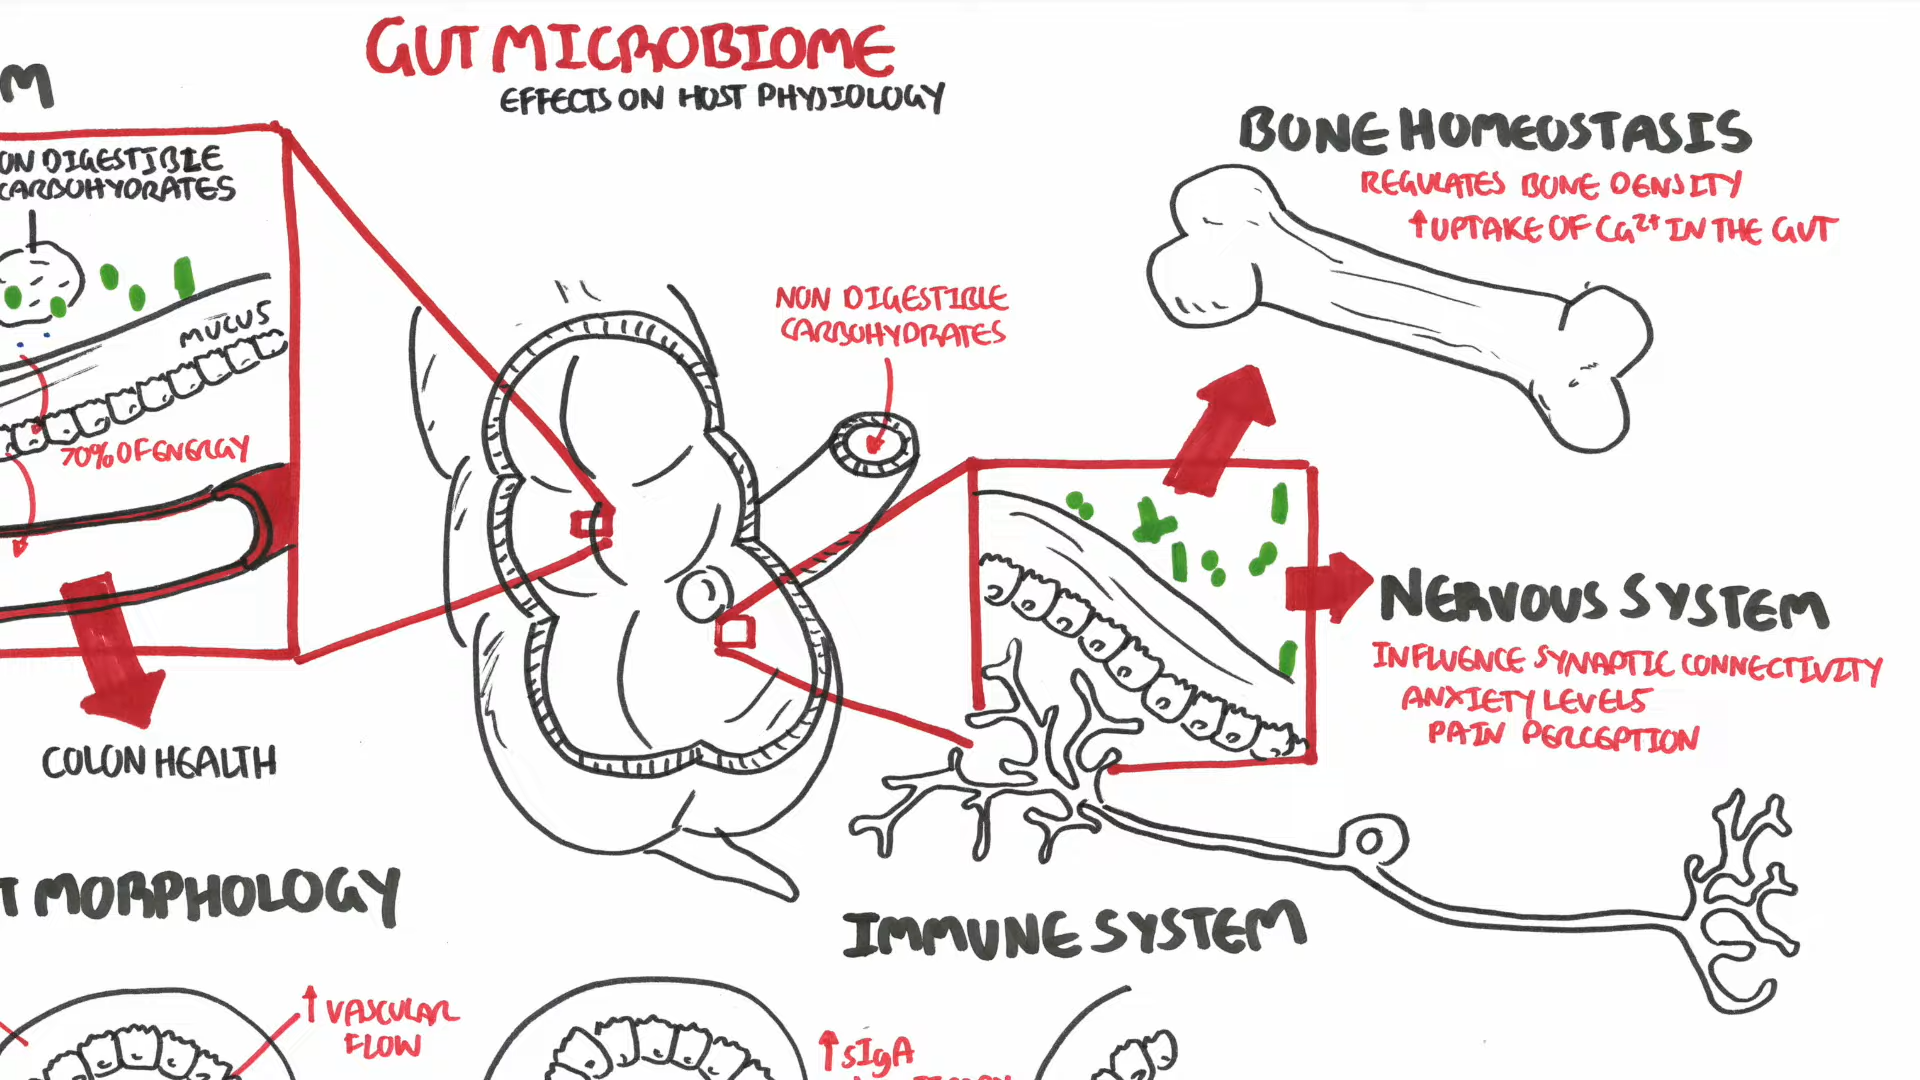 GUT MICROBIOME
EFFECTS ON HOST PHYSIOLOGY
M
ON DIGESTIBLE
CARBOHYDRATES
MUCUS
70% OF ENERGY
COLON HEALTH
NON DIGESTIBLE
CARBOHYDRATES
BONE HOMEOSTASIS
REGULATES BONE DENSITY
↑ UPTAKE OF Ca²⁺ IN THE GUT
NERVOUS SYSTEM
INFLUENCE SYNAPTIC CONNECTIVITY
ANXIETY LEVELS
PAIN PERCEPTION
T MORPHOLOGY
↑ VASCULAR
FLOW
IMMUNE SYSTEM
↑ sIgA